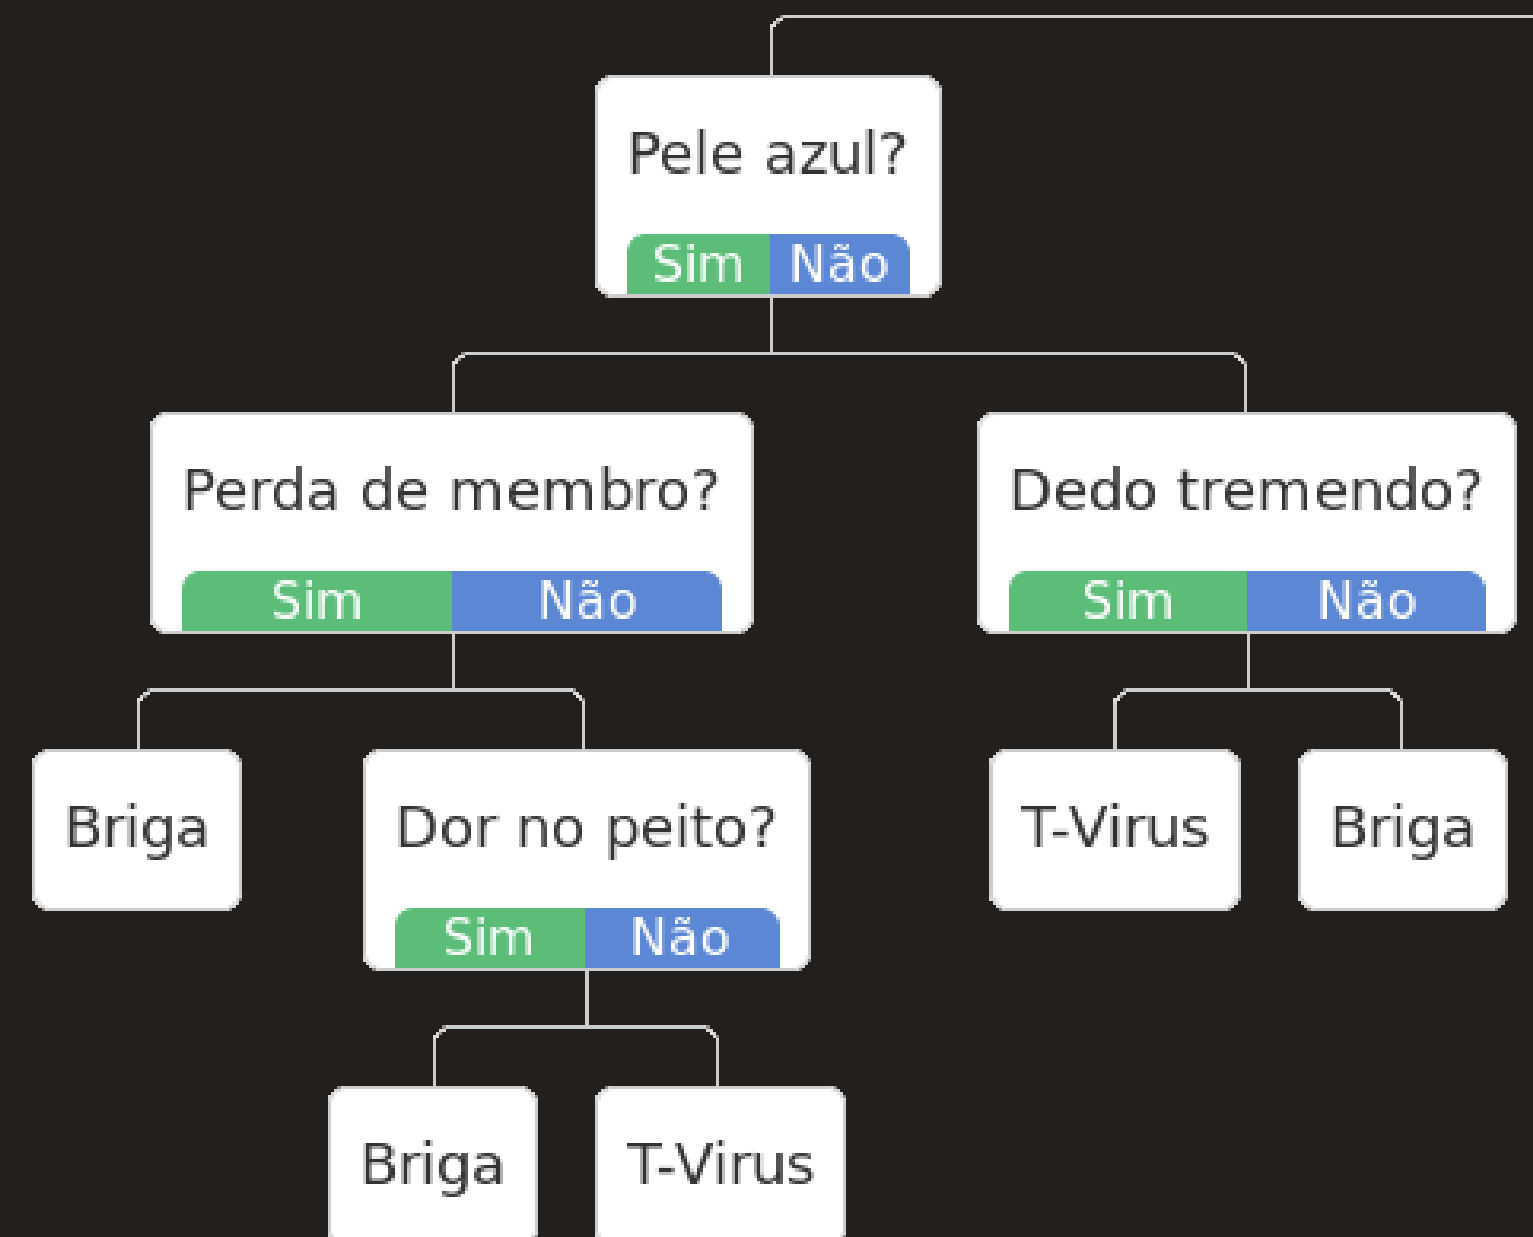 Pele azul?
Sim Não
Perda de membro?
Sim Não
Dedo tremendo?
Sim Não
Briga
Dor no peito?
Sim Não
T-Virus
Briga
Briga
T-Virus